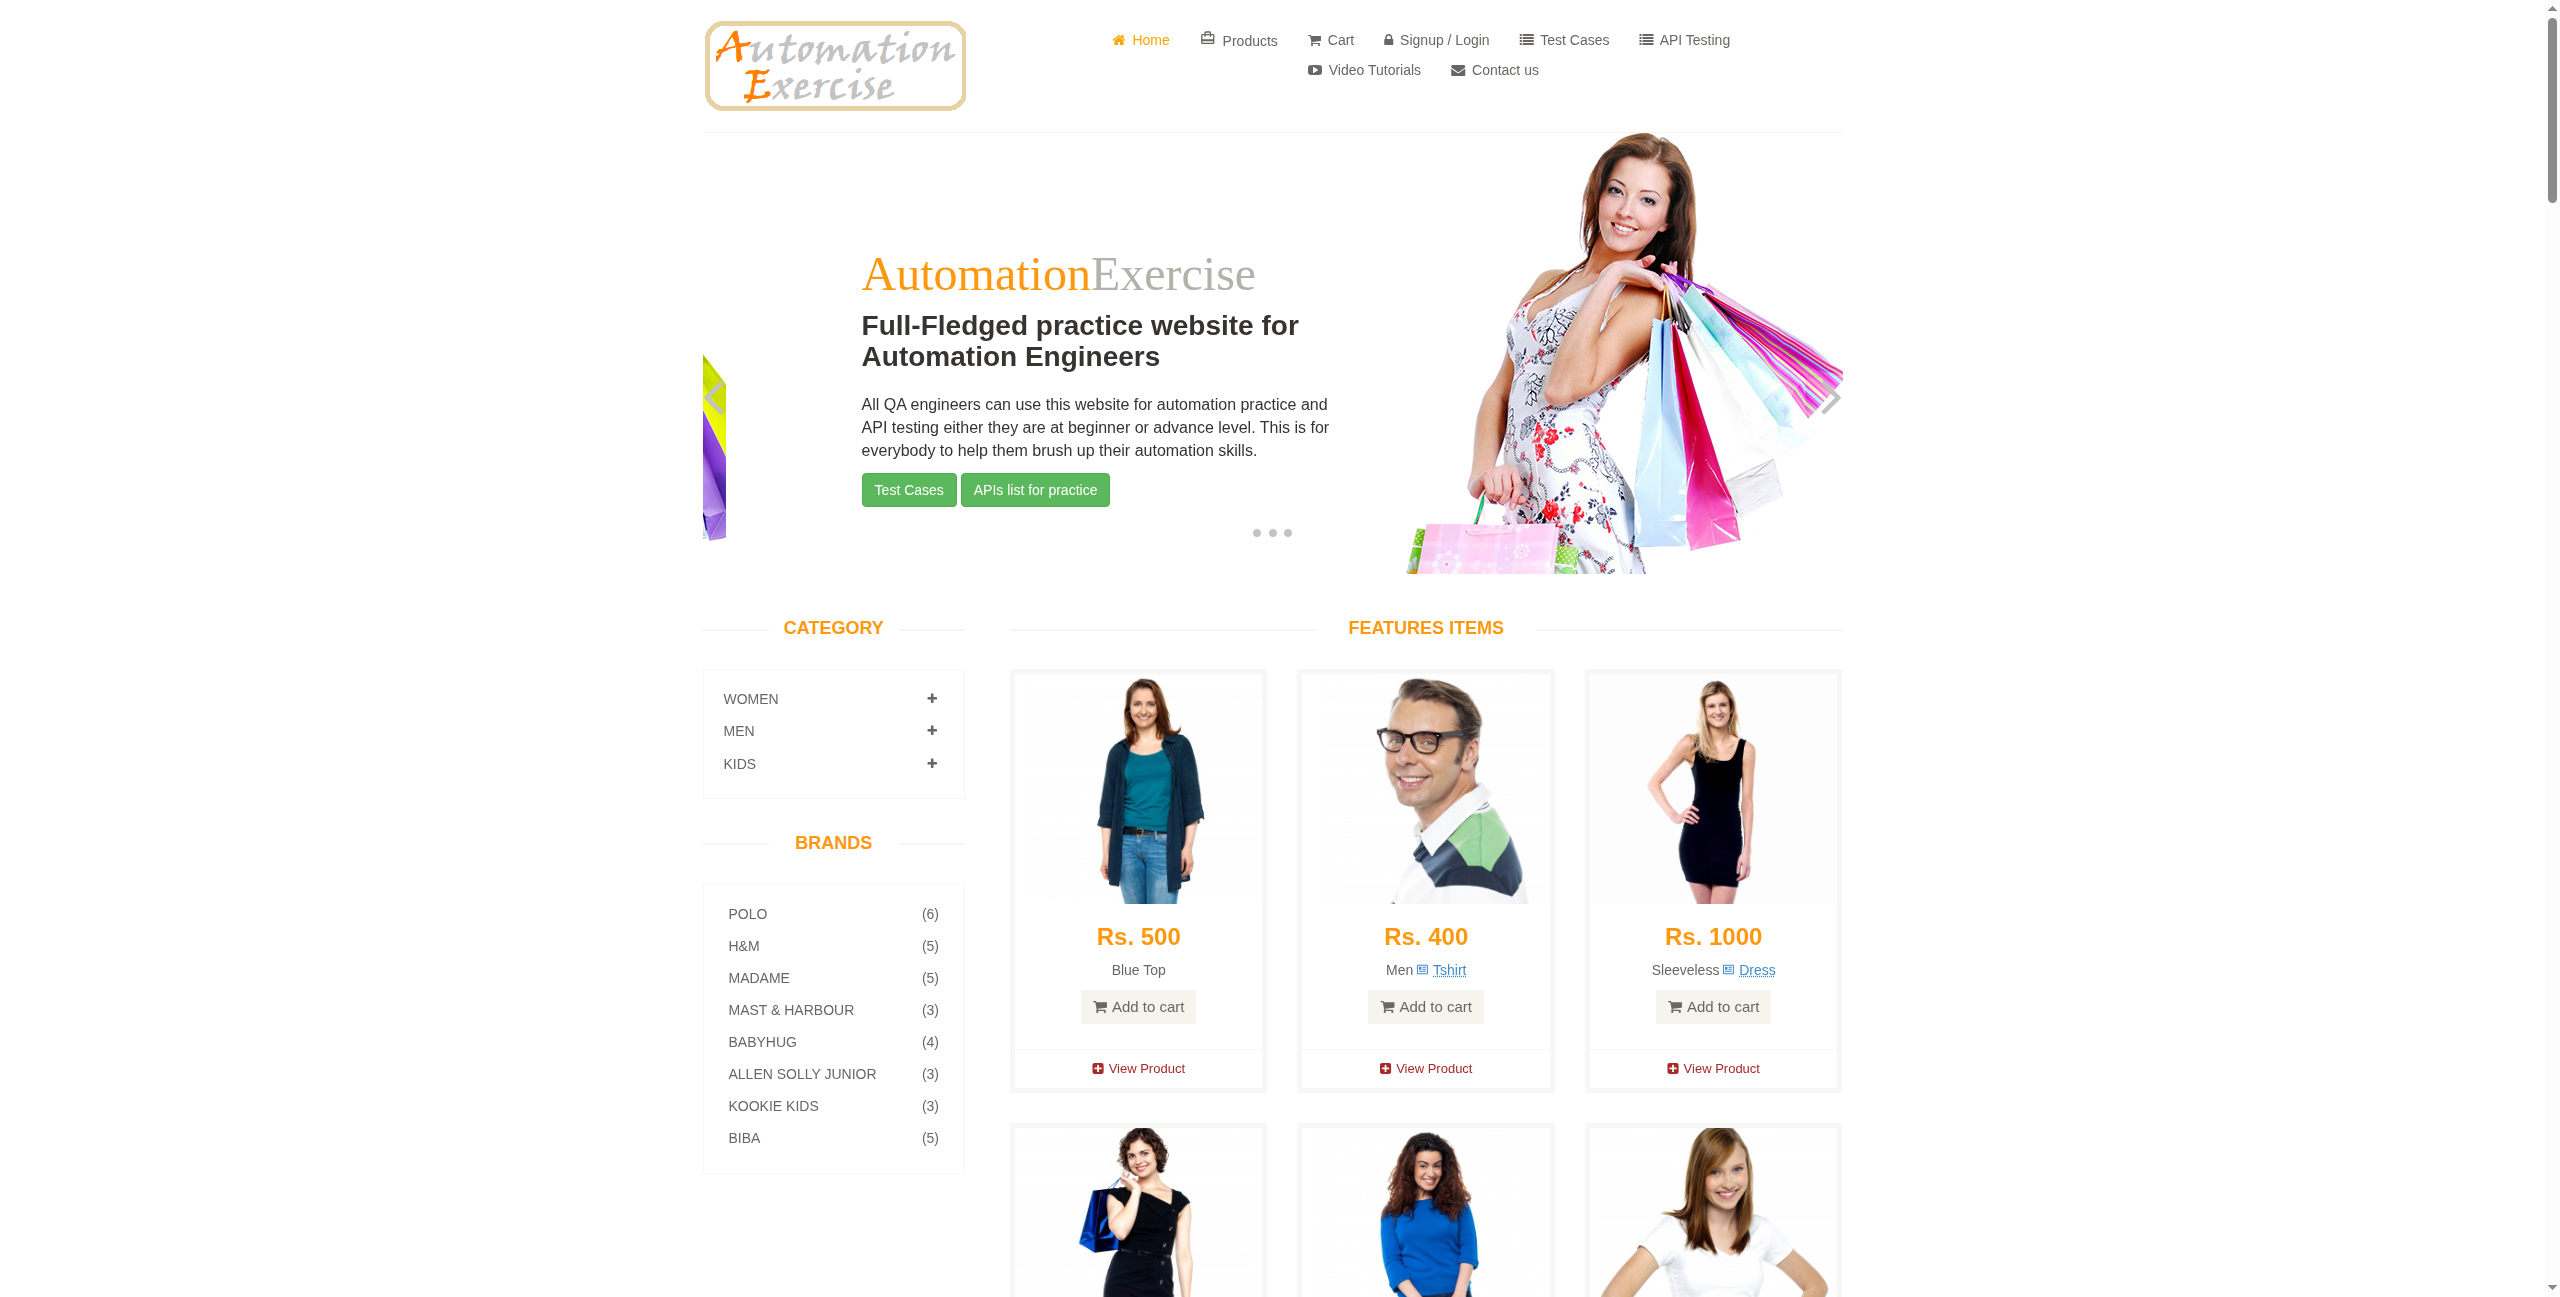 Automation
Exercise
Home
Products
Cart
Signup / Login
Test Cases
API Testing
Video Tutorials
Contact us
AutomationExercise
Full-Fledged practice website for
Automation Engineers
All QA engineers can use this website for automation practice and
API testing either they are at beginner or advance level. This is for
everybody to help them brush up their automation skills.
Test Cases
APIs list for practice
CATEGORY
WOMEN
MEN
KIDS
BRANDS
POLO (6)
H&M (5)
MADAME (5)
MAST & HARBOUR (3)
BABYHUG (4)
ALLEN SOLLY JUNIOR (3)
KOOKIE KIDS (3)
BIBA (5)
FEATURES ITEMS
Rs. 500
Blue Top
Add to cart
View Product
Rs. 400
Men Tshirt
Add to cart
View Product
Rs. 1000
Sleeveless Dress
Add to cart
View Product